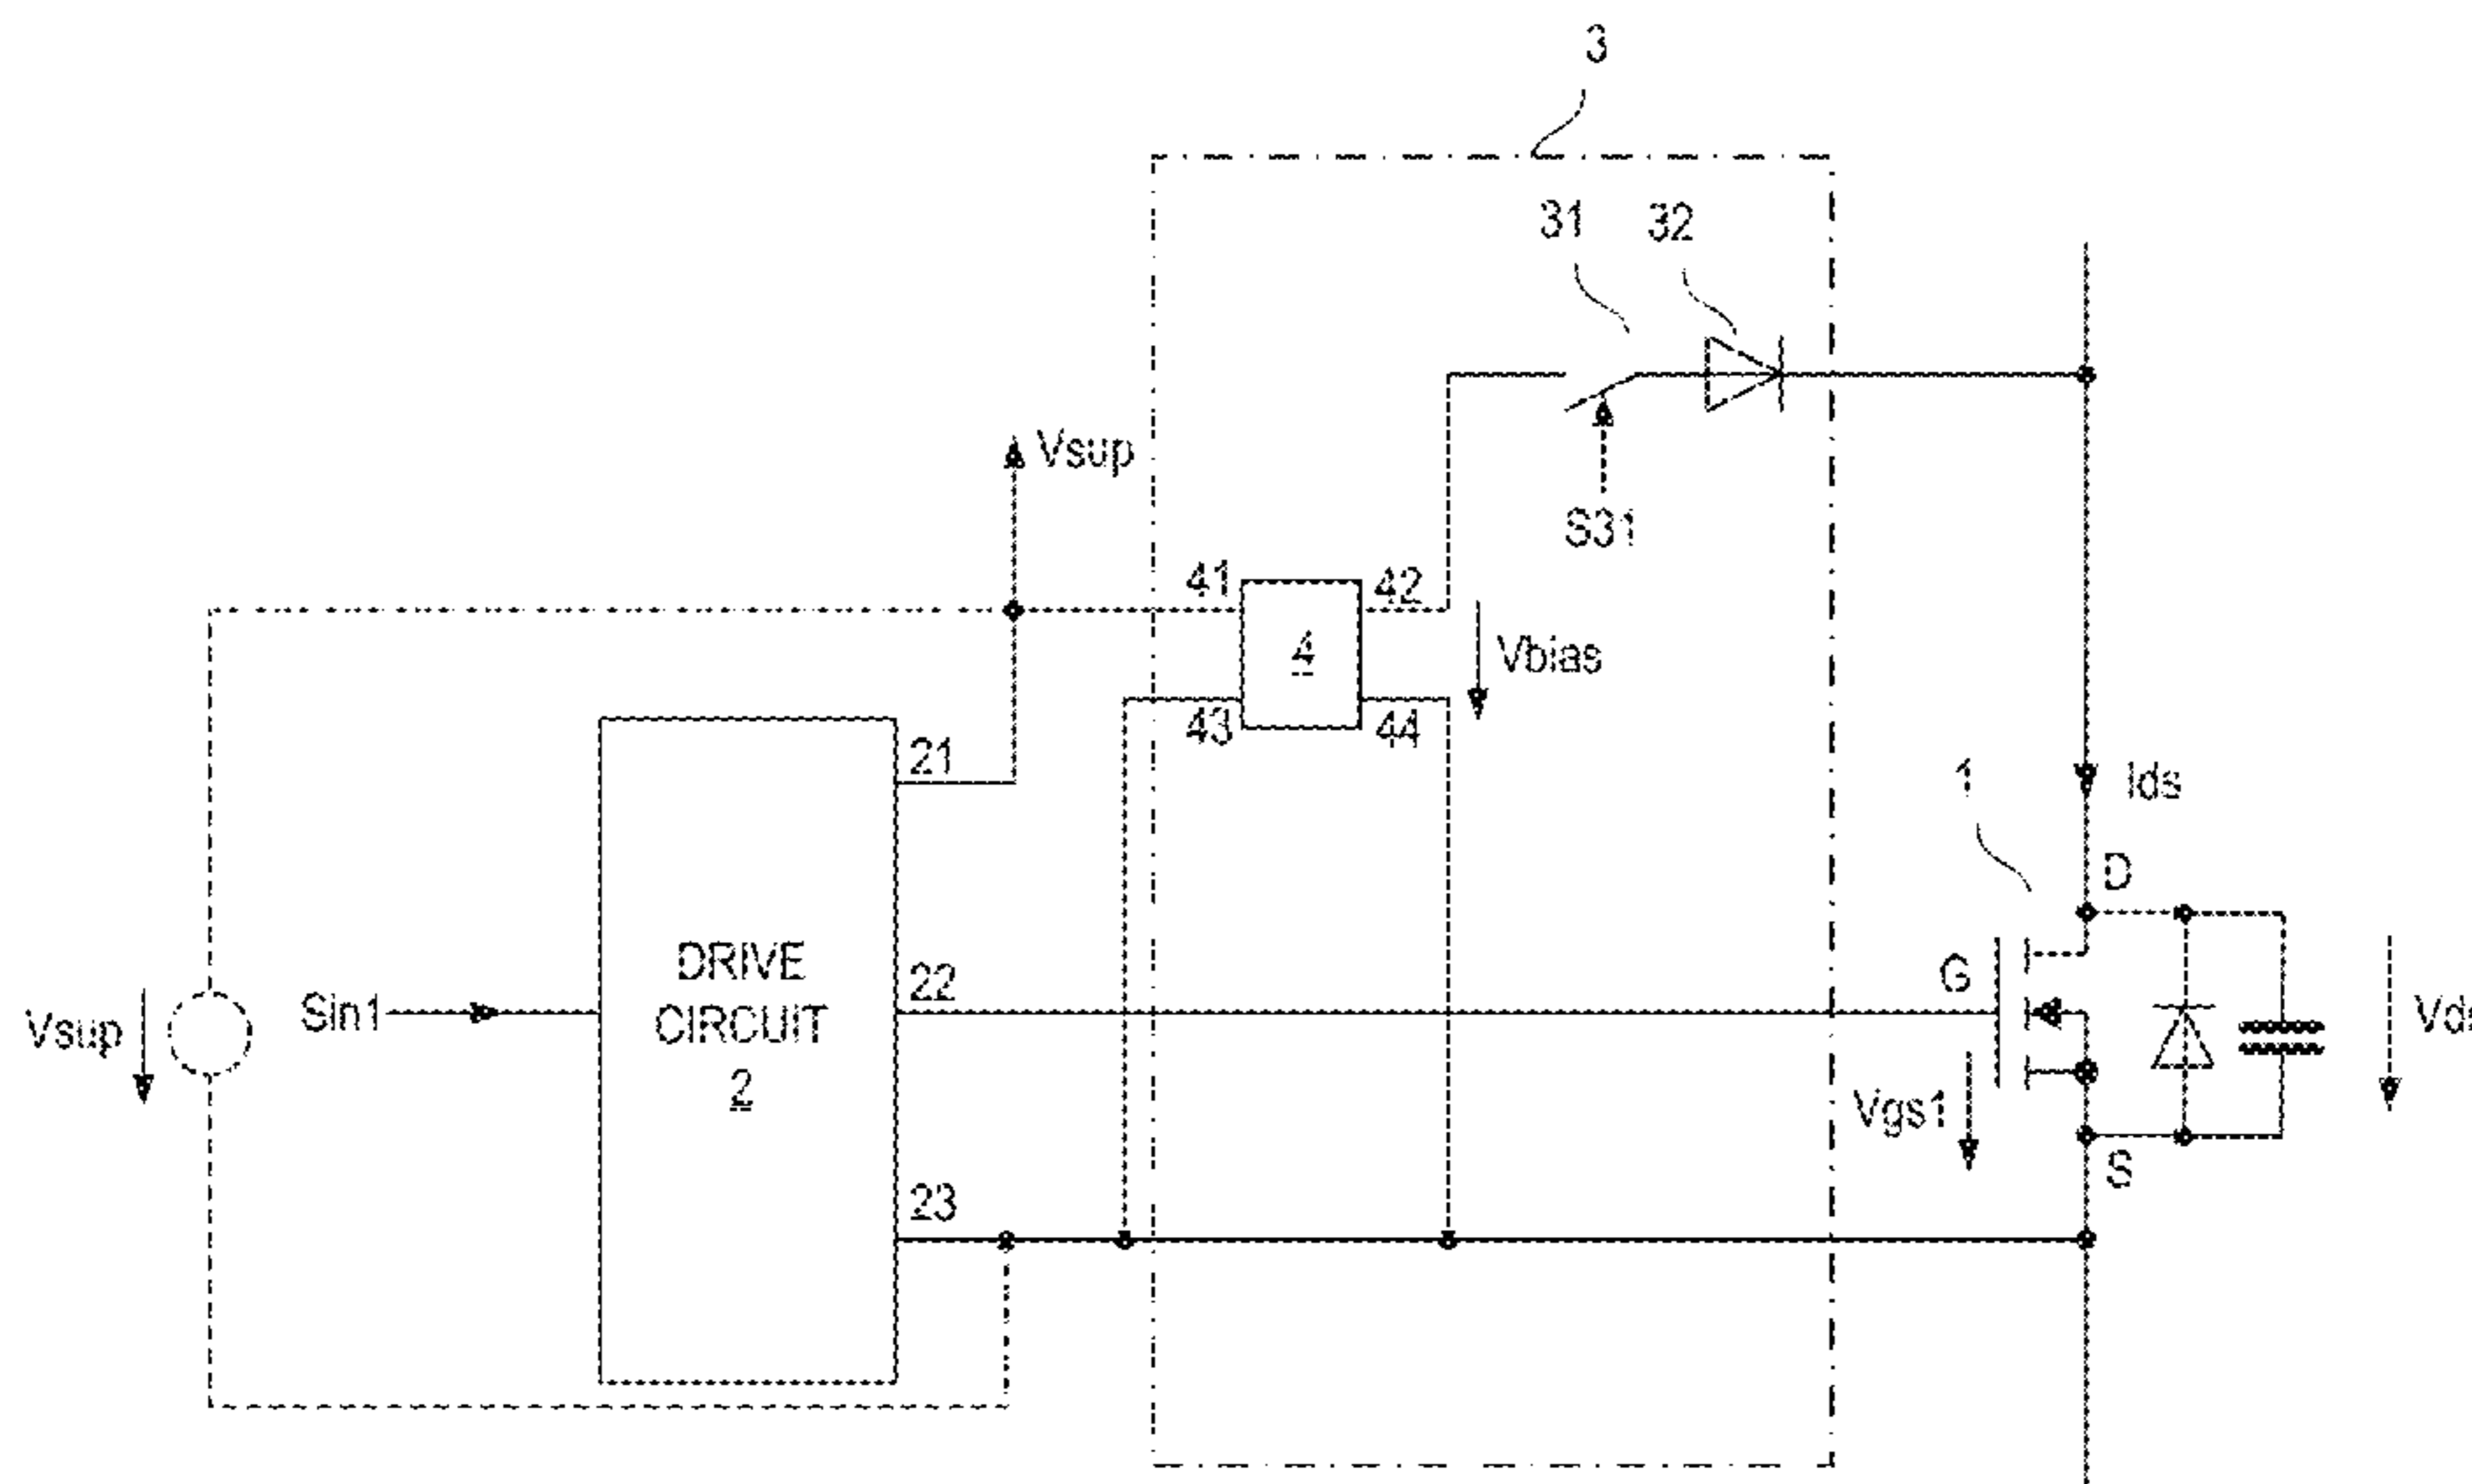 3
31 32
Vsup
S31
41 42
4
Vbias
43 44
21
1
Ids
D
DRIVE
CIRCUIT
2
22
G
Vsup
Sin1
Vds
Vgs1
S
23